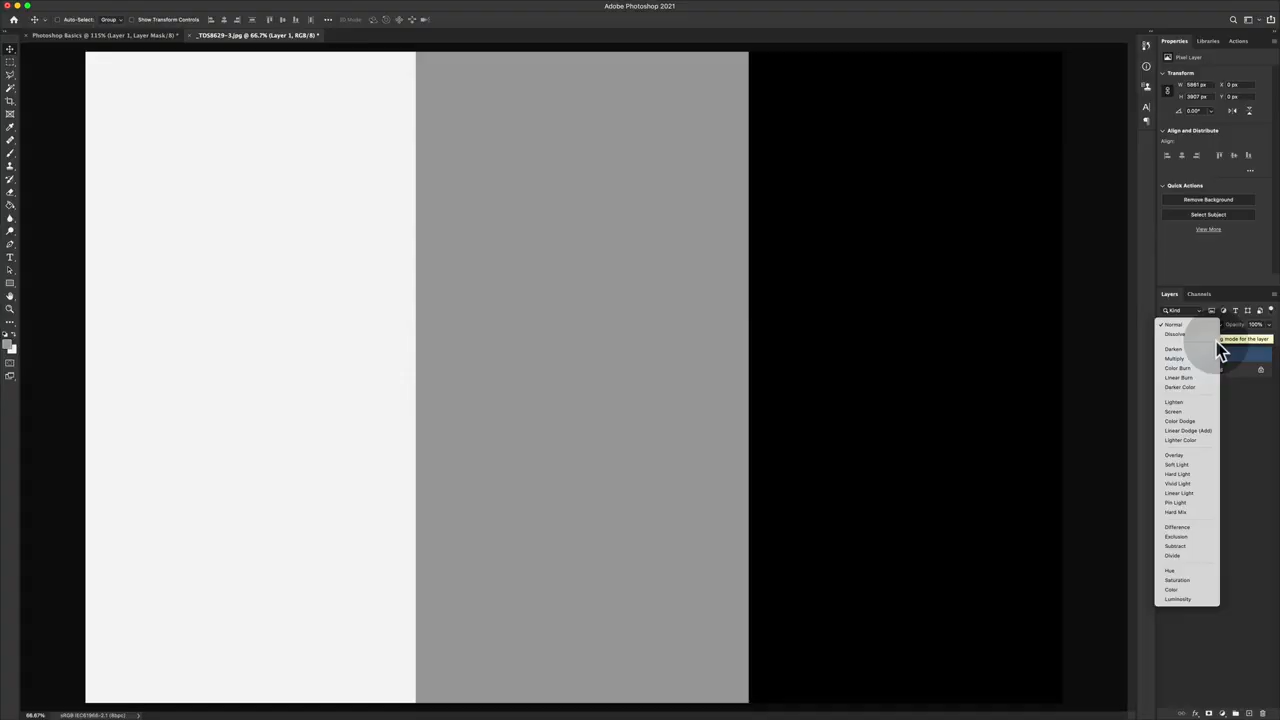 Adobe Photoshop 2021
Auto-Select: Group Show Transform Controls 3D Mode:
Photoshop Basics @ 115% (Layer 1, Layer Mask/8) * _TDS8629-3.jpg @ 66.7% (Layer 1, RGB/8) *
Properties Libraries Actions
Pixel Layer
Transform
W 5861 px X 0 px
H 3907 px Y 0 px
0.00°
Align and Distribute
Align:
Quick Actions
Remove Background
Select Subject
View More
Layers Channels
Kind
Normal Opacity: 100%
Dissolve
g mode for the layer
Darken
Multiply
Color Burn
Linear Burn
Darker Color
Lighten
Screen
Color Dodge
Linear Dodge (Add)
Lighter Color
Overlay
Soft Light
Hard Light
Vivid Light
Linear Light
Pin Light
Hard Mix
Difference
Exclusion
Subtract
Divide
Hue
Saturation
Color
Luminosity
66.67% sRGB IEC61966-2.1 (8bpc)